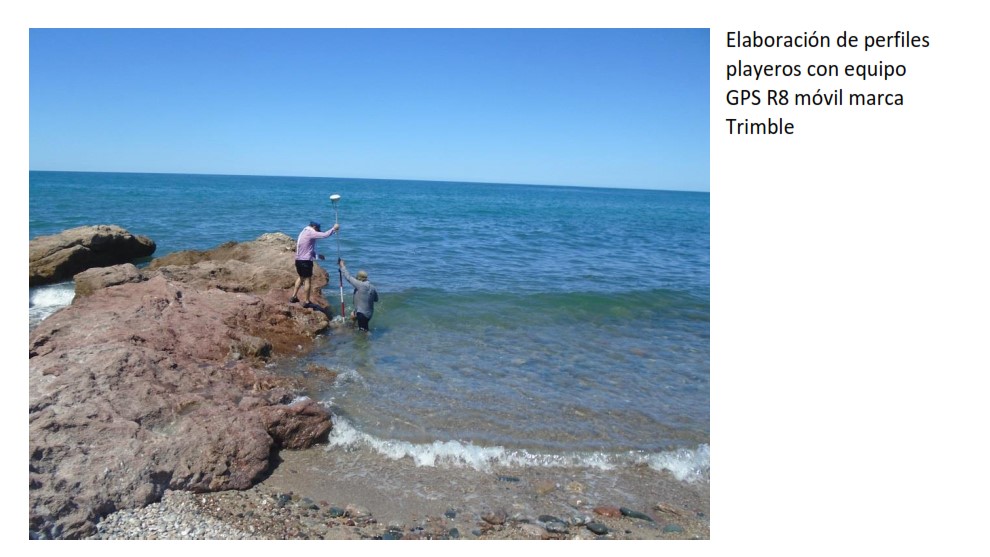 Elaboración de perfiles
playeros con equipo
GPS R8 móvil marca
Trimble